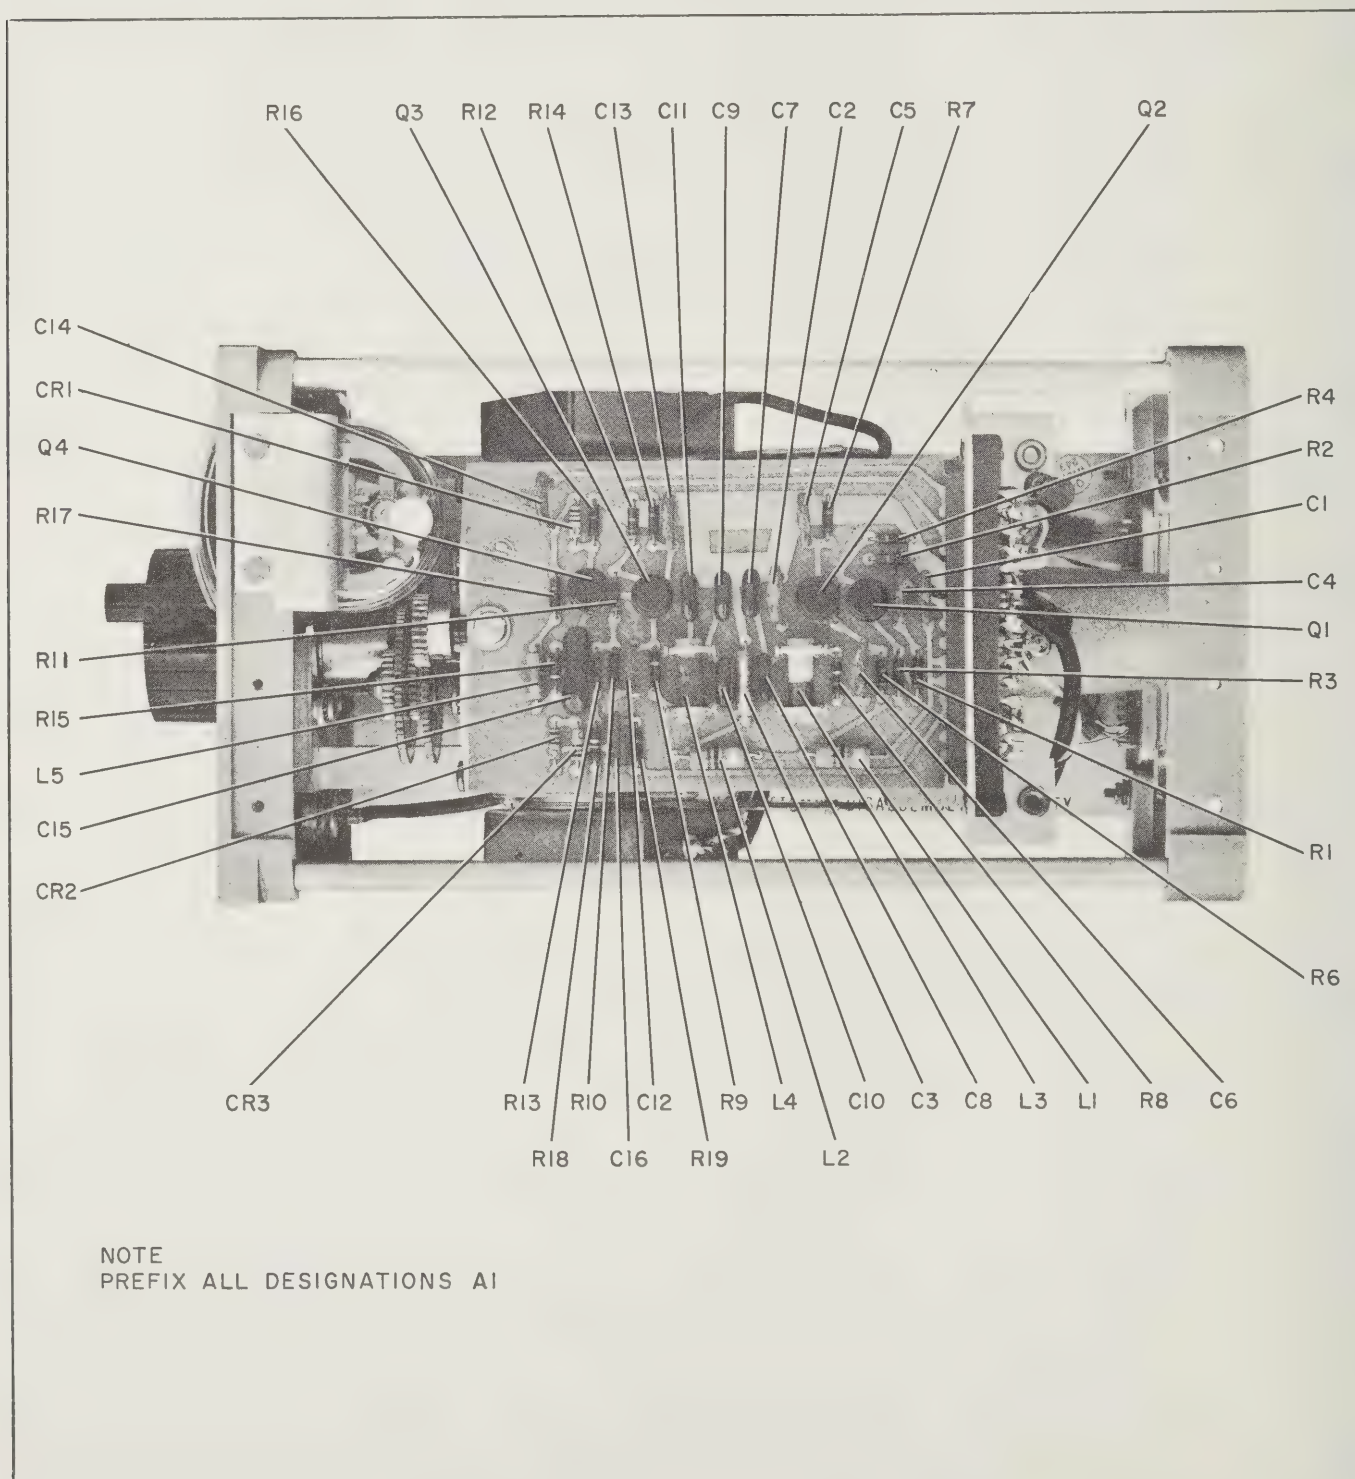 R16 Q3 R12 R14 C13 C11 C9 C7 C2 C5 R7 Q2
C14
CR1
Q4
R17
R11
R15
L5
C15
CR2
R4
R2
C1
C4
Q1
R3
R1
R6
CR3 R13 R10 C12 R9 L4 C10 C3 C8 L3 L1 R8 C6
R18 C16 R19 L2
NOTE
PREFIX ALL DESIGNATIONS A1